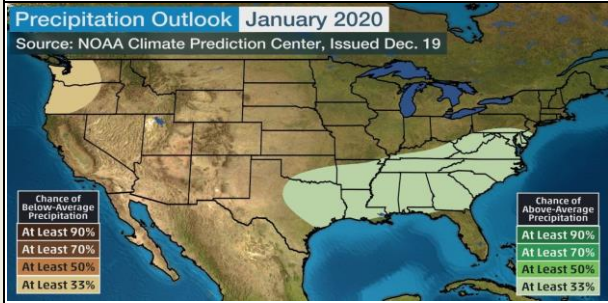 Precipitation Outlook January 2020
Source: NOAA Climate Prediction Center, Issued Dec. 19
Chance of
Below-Average
Precipitation
At Least 90%
At Least 70%
At Least 50%
At Least 33%
Chance of
Above-Average
Precipitation
At Least 90%
At Least 70%
At Least 50%
At Least 33%